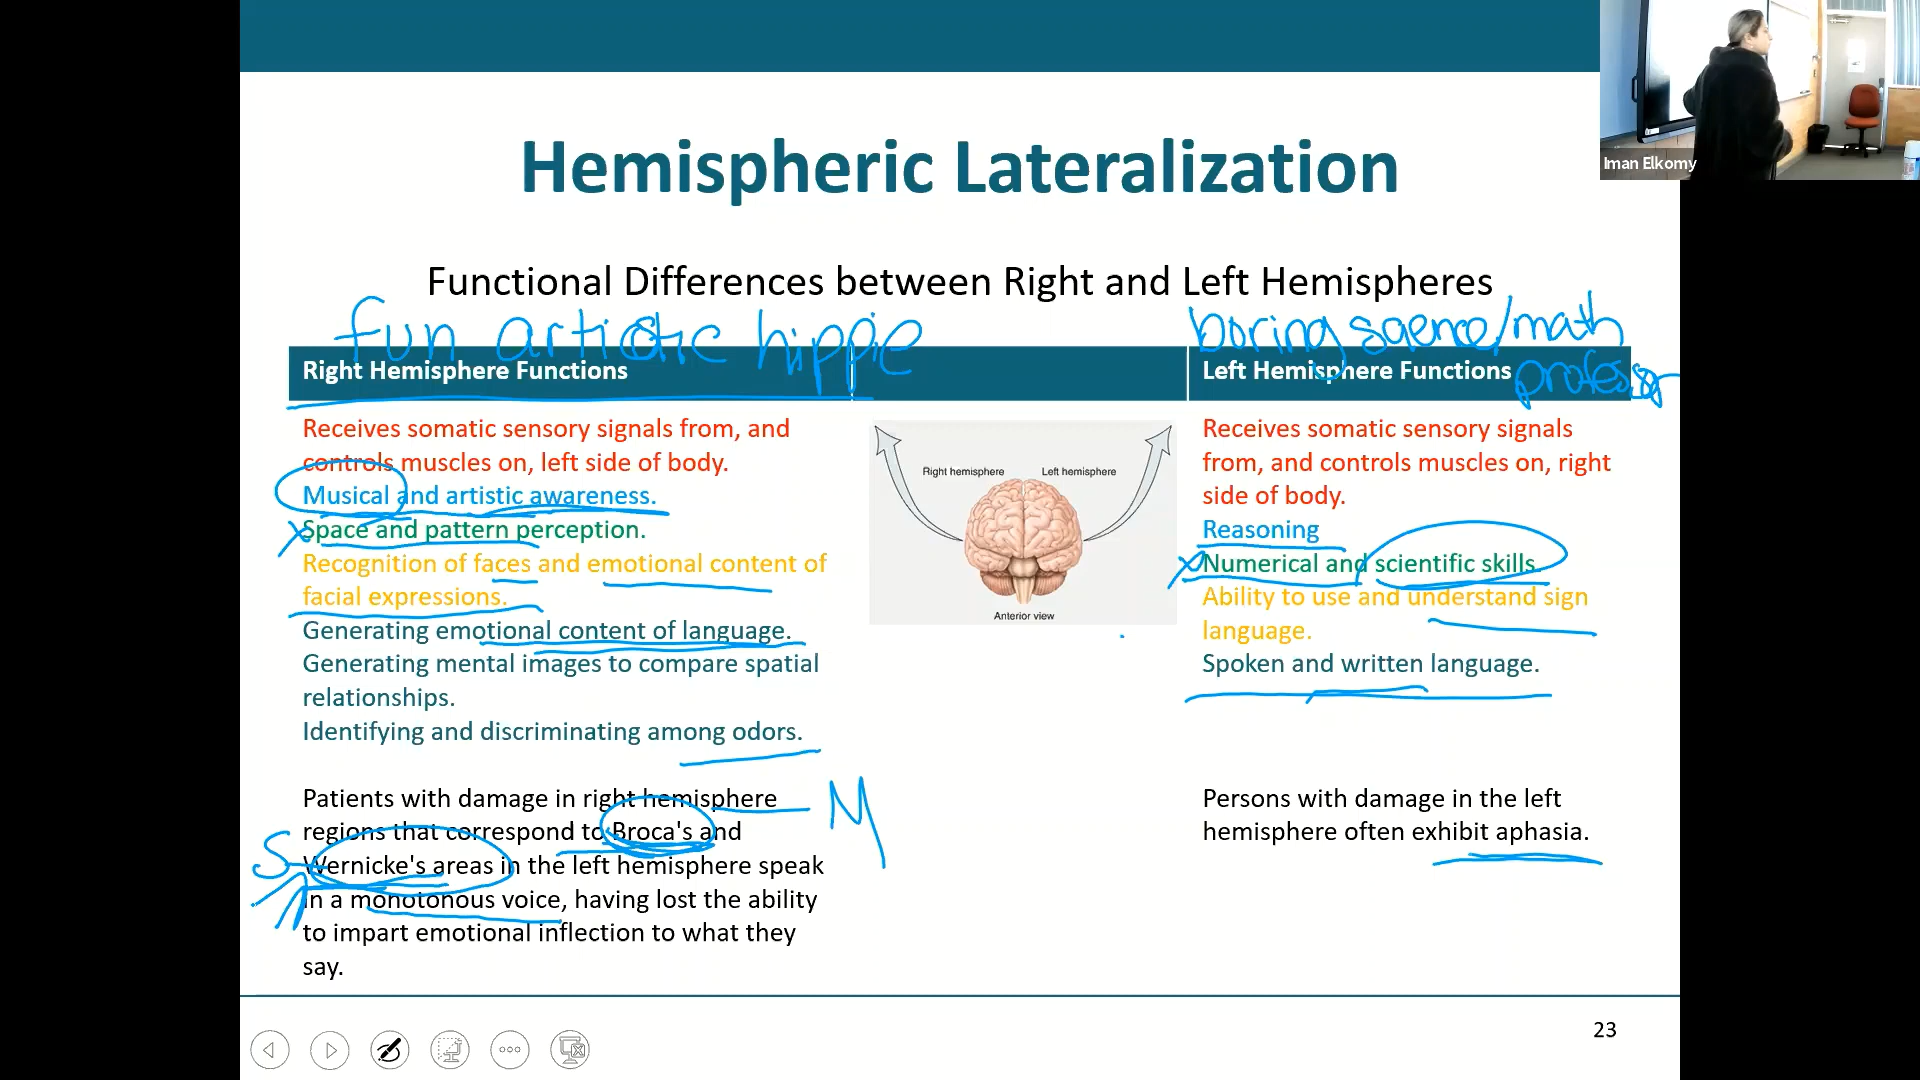 Iman Elkomy
Hemispheric Lateralization
Functional Differences between Right and Left Hemispheres
fun artistic hippie
boring science/math
professor
Right Hemisphere Functions
Left Hemisphere Functions
Receives somatic sensory signals from, and
controls muscles on, left side of body.
Musical and artistic awareness.
Space and pattern perception.
Recognition of faces and emotional content of
facial expressions.
Generating emotional content of language.
Generating mental images to compare spatial
relationships.
Identifying and discriminating among odors.
Right hemisphere
Left hemisphere
Anterior view
Receives somatic sensory signals
from, and controls muscles on, right
side of body.
Reasoning
Numerical and scientific skills.
Ability to use and understand sign
language.
Spoken and written language.
Patients with damage in right hemisphere
regions that correspond to Broca's and
Wernicke's areas in the left hemisphere speak
in a monotonous voice, having lost the ability
to impart emotional inflection to what they
say.
M
S
Persons with damage in the left
hemisphere often exhibit aphasia.
23